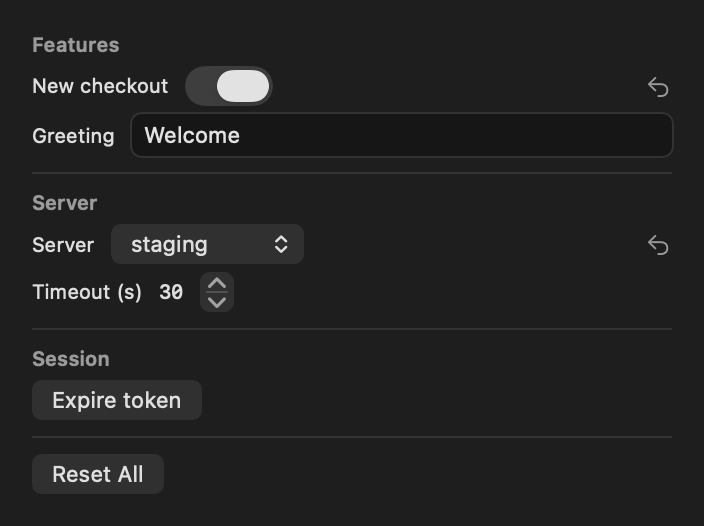 Features
New checkout
Greeting Welcome
Server
Server staging
Timeout (s) 30
Session
Expire token
Reset All